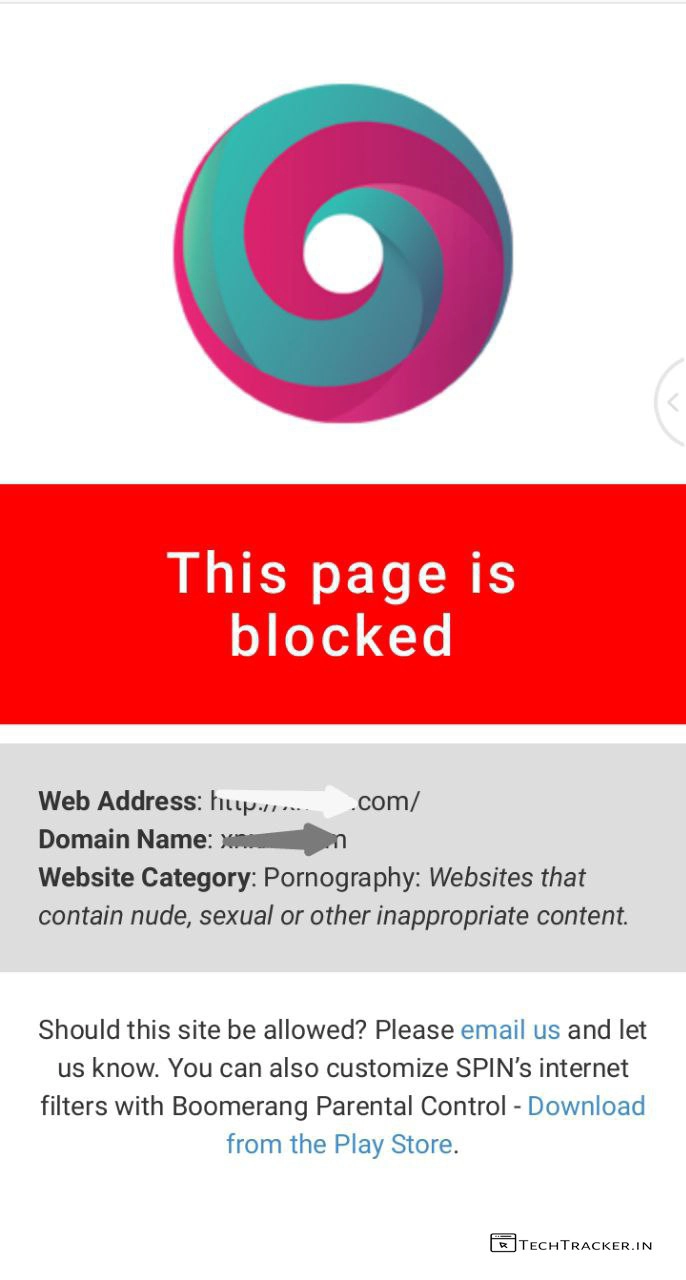 This page is
blocked
Web Address: .com/
Domain Name:
Website Category: Pornography: Websites that
contain nude, sexual or other inappropriate content.
Should this site be allowed? Please email us and let
us know. You can also customize SPIN’s internet
filters with Boomerang Parental Control - Download
from the Play Store.
TECHTRACKER.IN